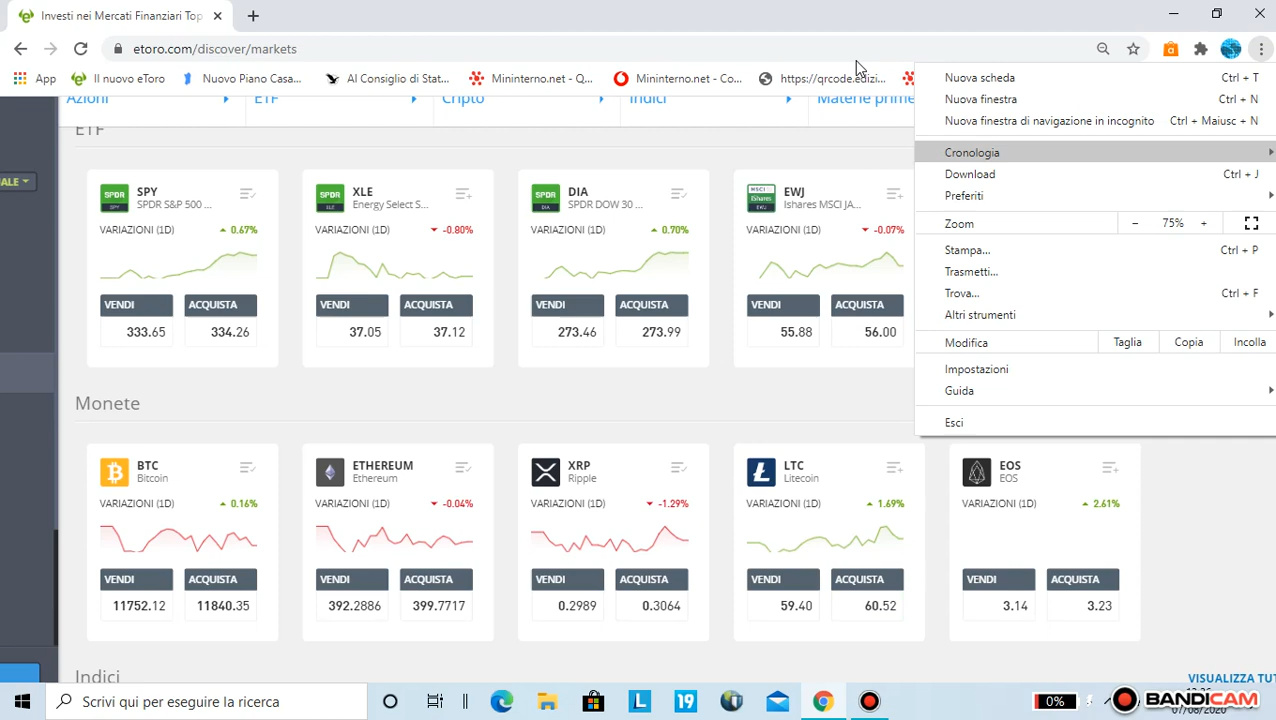 Investi nei Mercati Finanziari Top
etoro.com/discover/markets
App
Il nuovo eToro
Nuovo Piano Casa...
Al Consiglio di Stat...
Mininterno.net - Q...
Mininterno.net - Co...
https://qrcode.edizi...
Nuova scheda Ctrl + T
Nuova finestra Ctrl + N
Nuova finestra di navigazione in incognito Ctrl + Maiusc + N
Cronologia
Download Ctrl + J
Preferiti
Zoom − 75% +
Stampa... Ctrl + P
Trasmetti...
Trova... Ctrl + F
Altri strumenti
Modifica Taglia Copia Incolla
Impostazioni
Guida
Esci
Azioni ETF Cripto Indici Materie prime
ALE
ETF
SPY
SPDR S&P 500 ...
VARIAZIONI (1D) 0.67%
VENDI ACQUISTA
333.65 334.26
XLE
Energy Select S...
VARIAZIONI (1D) -0.80%
VENDI ACQUISTA
37.05 37.12
DIA
SPDR DOW 30 ...
VARIAZIONI (1D) 0.70%
VENDI ACQUISTA
273.46 273.99
EWJ
Ishares MSCI JA...
VARIAZIONI (1D) -0.07%
VENDI ACQUISTA
55.88 56.00
Monete
BTC
Bitcoin
VARIAZIONI (1D) 0.16%
VENDI ACQUISTA
11752.12 11840.35
ETHEREUM
Ethereum
VARIAZIONI (1D) -0.04%
VENDI ACQUISTA
392.2886 399.7717
XRP
Ripple
VARIAZIONI (1D) -1.29%
VENDI ACQUISTA
0.2989 0.3064
LTC
Litecoin
VARIAZIONI (1D) 1.69%
VENDI ACQUISTA
59.40 60.52
EOS
EOS
VARIAZIONI (1D) 2.61%
VENDI ACQUISTA
3.14 3.23
Indici
VISUALIZZA TUT
Scrivi qui per eseguire la ricerca
L
19
0%
07/08/2020
BANDICAM